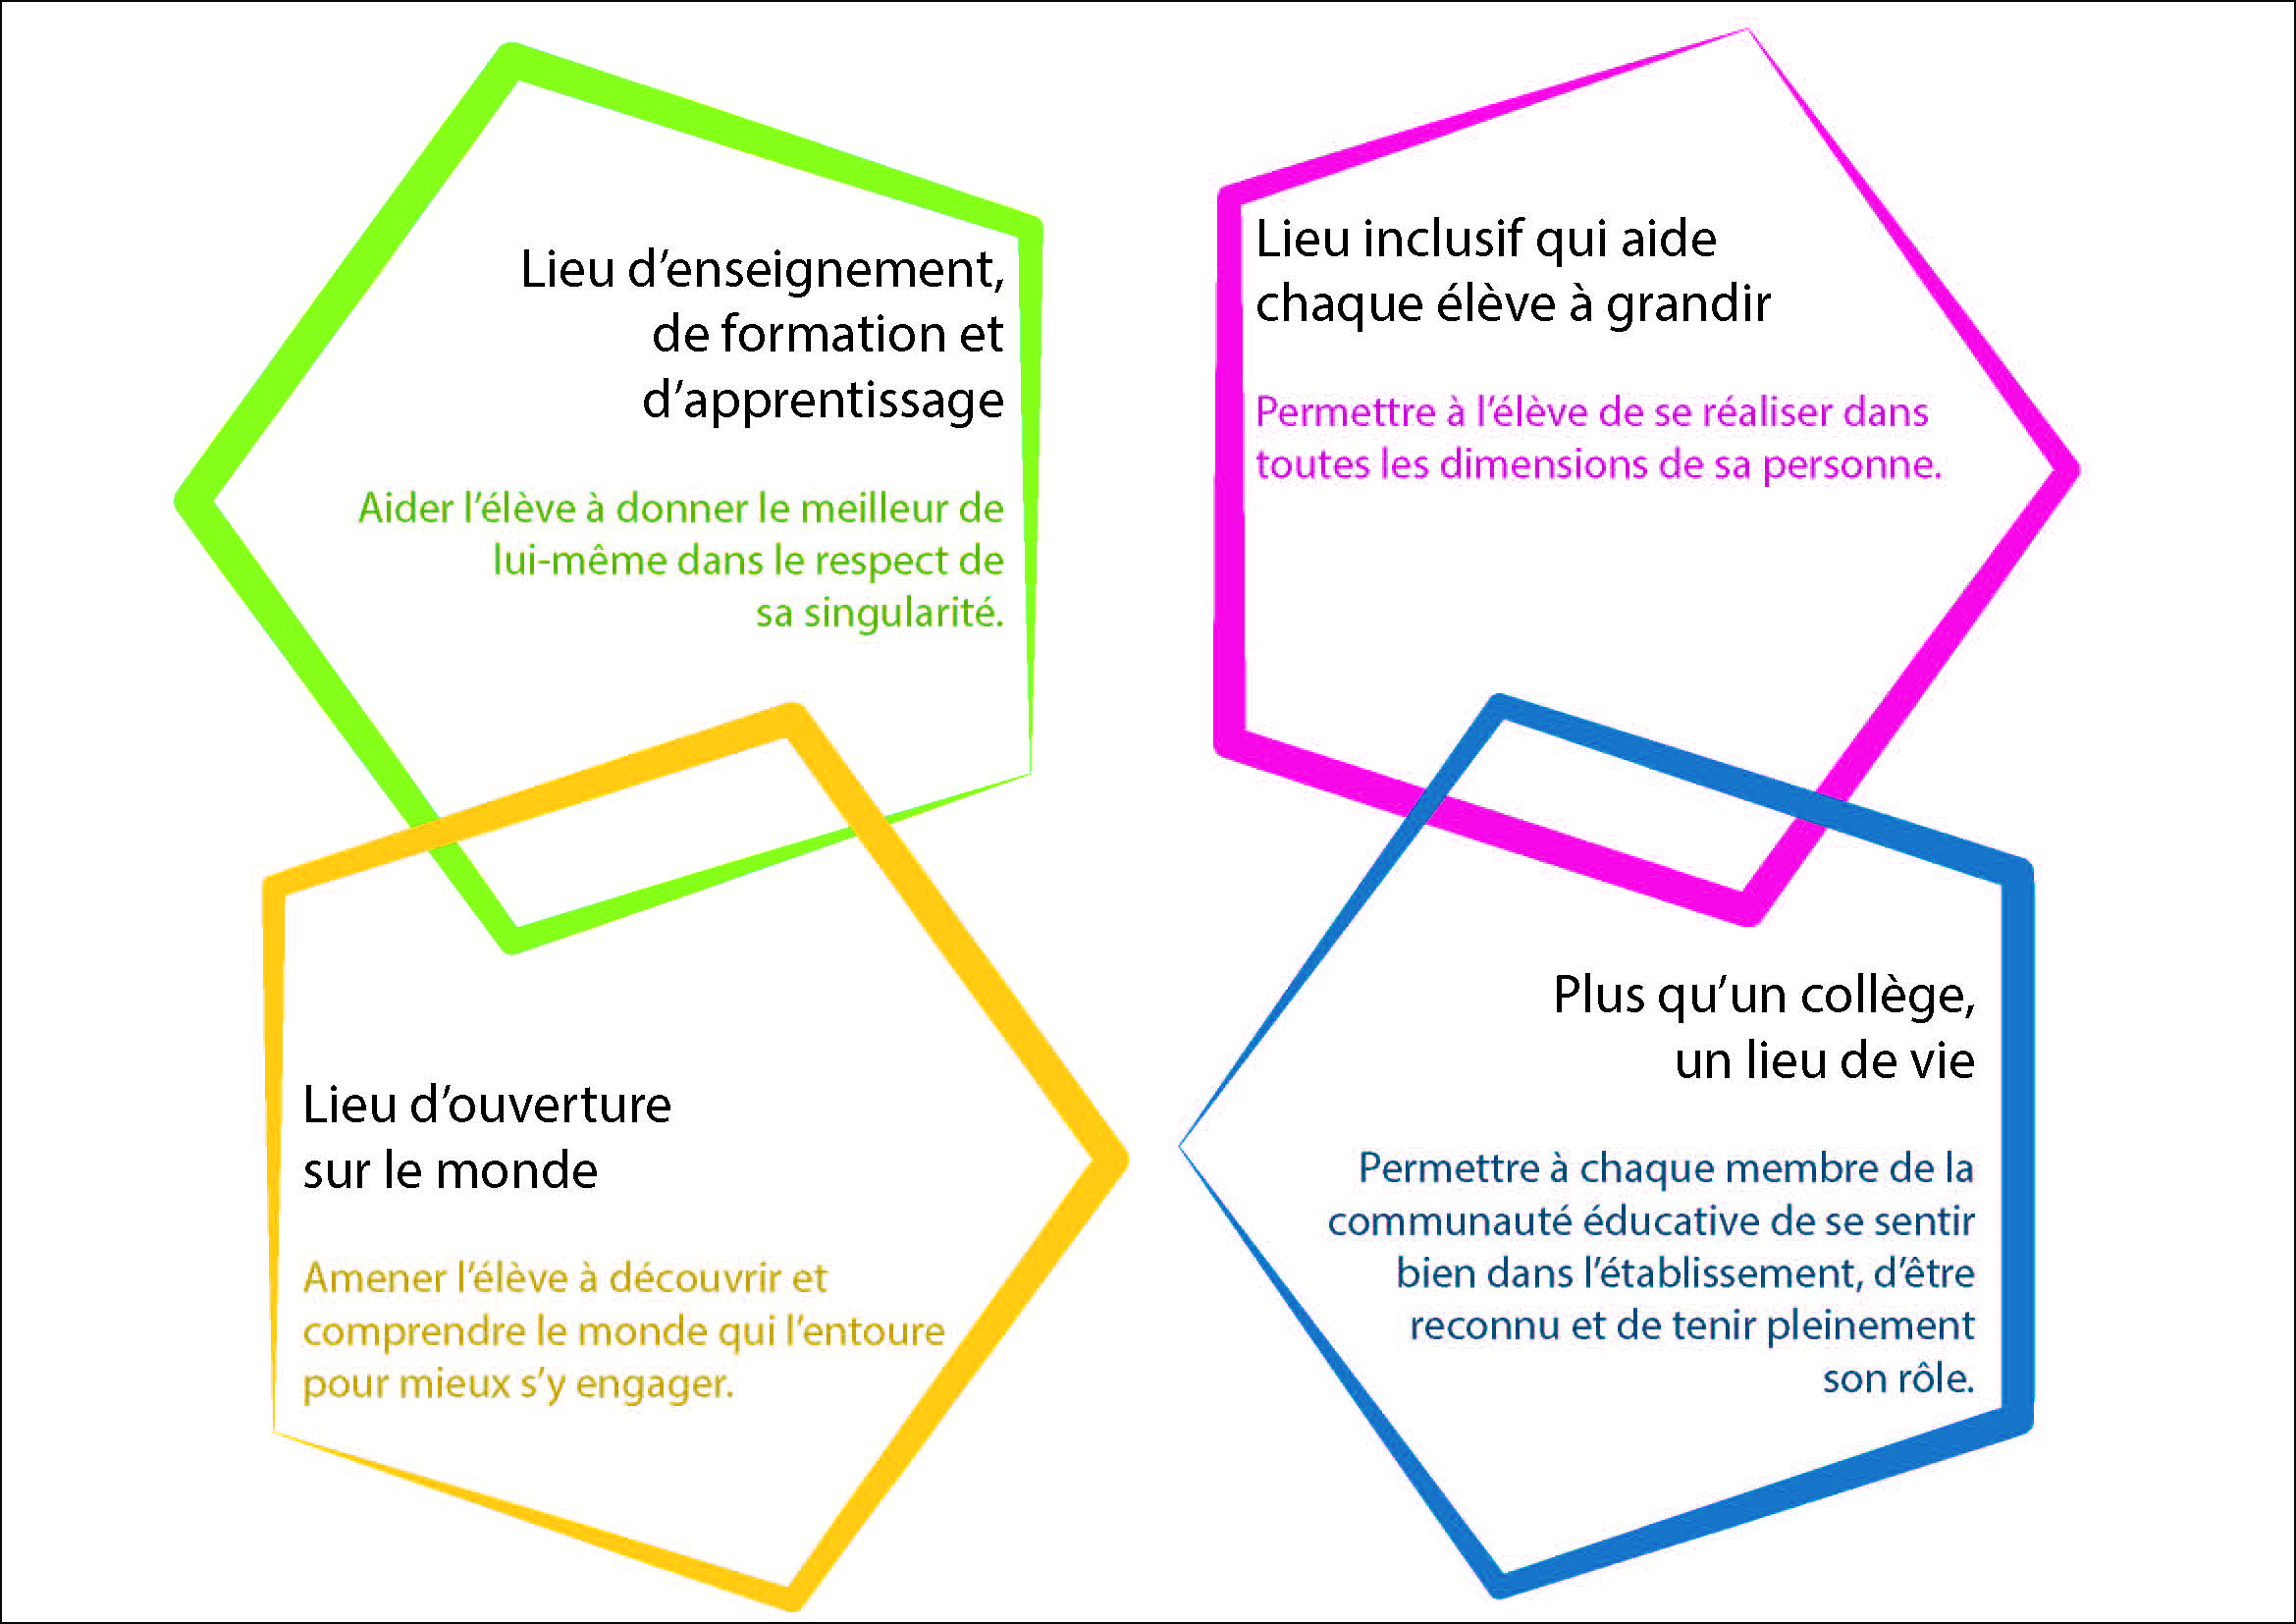 Lieu d’enseignement,
de formation et
d’apprentissage
Aider l’élève à donner le meilleur de
lui-même dans le respect de
sa singularité.
Lieu inclusif qui aide
chaque élève à grandir
Permettre à l’élève de se réaliser dans
toutes les dimensions de sa personne.
Lieu d’ouverture
sur le monde
Amener l’élève à découvrir et
comprendre le monde qui l’entoure
pour mieux s’y engager.
Plus qu’un collège,
un lieu de vie
Permettre à chaque membre de la
communauté éducative de se sentir
bien dans l’établissement, d’être
reconnu et de tenir pleinement
son rôle.